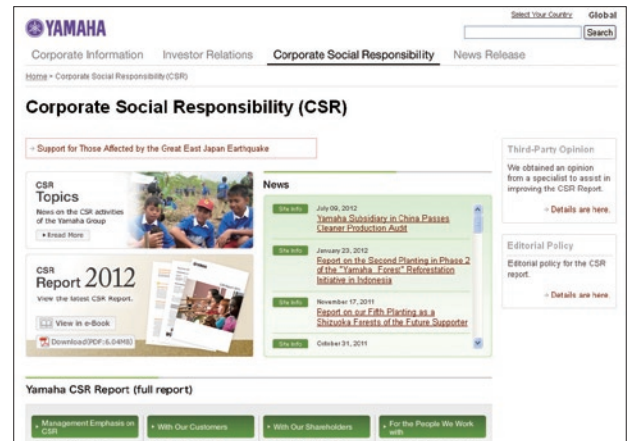 Select Your Country Global
YAMAHA
Search
Corporate Information Investor Relations Corporate Social Responsibility News Release
Home > Corporate Social Responsibility(CSR)
Corporate Social Responsibility (CSR)
Support for Those Affected by the Great East Japan Earthquake
CSR
Topics
News on the CSR activities
of the Yamaha Group
Rread More
CSR
Report 2012
View the latest CSR Report.
View in e-Book
Download(PDF:6.04MB)
News
Site Info July 09, 2012
Yamaha Subsidiary in China Passes
Cleaner Production Audit
Site Info January 23, 2012
Report on the Second Planting in Phase 2
of the "Yamaha Forest" Reforestation
Initiative in Indonesia
Site Info November 17, 2011
Report on our Fifth Planting as a
Shizuoka Forests of the Future Supporter
Site Info October 31, 2011
Third-Party Opinion
We obtained an opinion
from a specialist to assist in
improving the CSR Report.
Details are here.
Editorial Policy
Editorial policy for the CSR
report.
Details are here.
Yamaha CSR Report (full report)
Management Emphasis on
CSR
With Our Customers
With Our Shareholders
For the People We Work
with